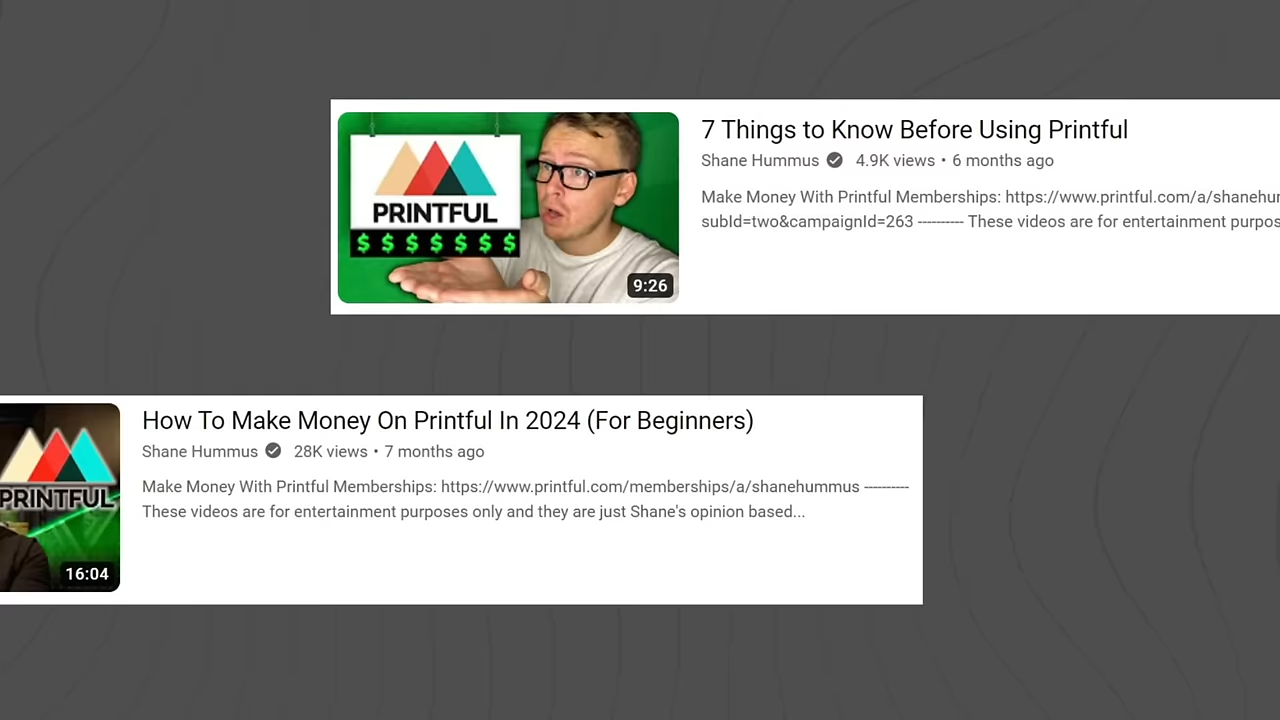 PRINTFUL
$ $ $ $ $ $
9:26
7 Things to Know Before Using Printful
Shane Hummus 4.9K views • 6 months ago
Make Money With Printful Memberships: https://www.printful.com/a/shanehu
subId=two&campaignId=263 ---------- These videos are for entertainment purpos
PRINTFUL
16:04
How To Make Money On Printful In 2024 (For Beginners)
Shane Hummus 28K views • 7 months ago
Make Money With Printful Memberships: https://www.printful.com/memberships/a/shanehummus ----------
These videos are for entertainment purposes only and they are just Shane's opinion based...